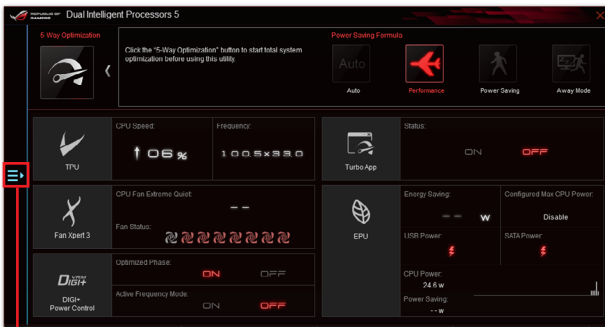 REPUBLIC OF
GAMERS
Dual Intelligent Processors 5
5-Way Optimization
Click the "5-Way Optimization" button to start total system
optimization before using this utility.
Power Saving Formula
Auto
Auto
Performance
Power Saving
Away Mode
TPU
CPU Speed:
06%
Frequency:
100.5x33.0
Turbo App
Status:
ON OFF
Fan Xpert 3
CPU Fan Extreme Quiet:
--
Fan Status:
EPU
Energy Saving:
-- w
Configured Max CPU Power:
Disable
USB Power:
SATA Power:
CPU Power:
24.6 w
Power Saving:
-- w
DIGI+
DIGI+
Power Control
Optimized Phase:
ON OFF
Active Frequency Mode:
ON OFF